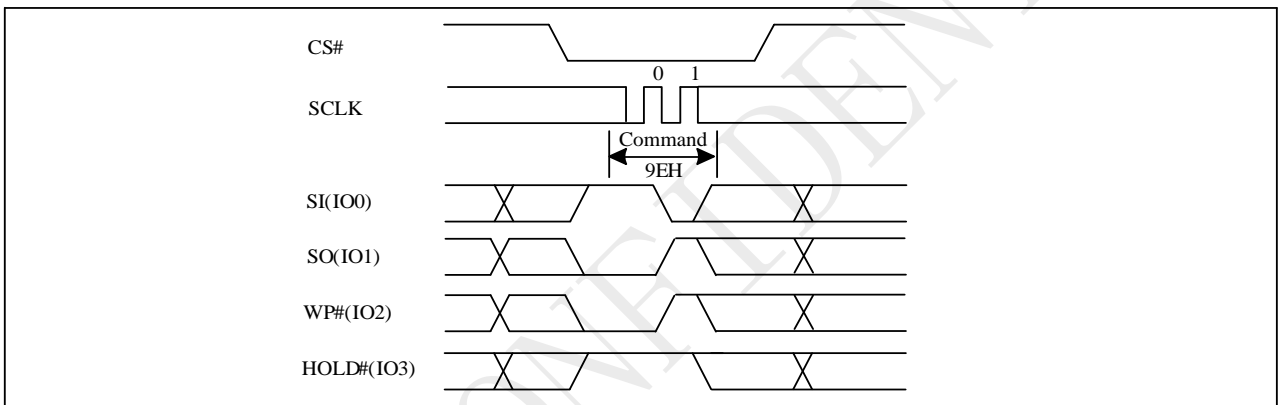 CS#
0 1
SCLK
Command
9EH
SI(IO0)
SO(IO1)
WP#(IO2)
HOLD#(IO3)